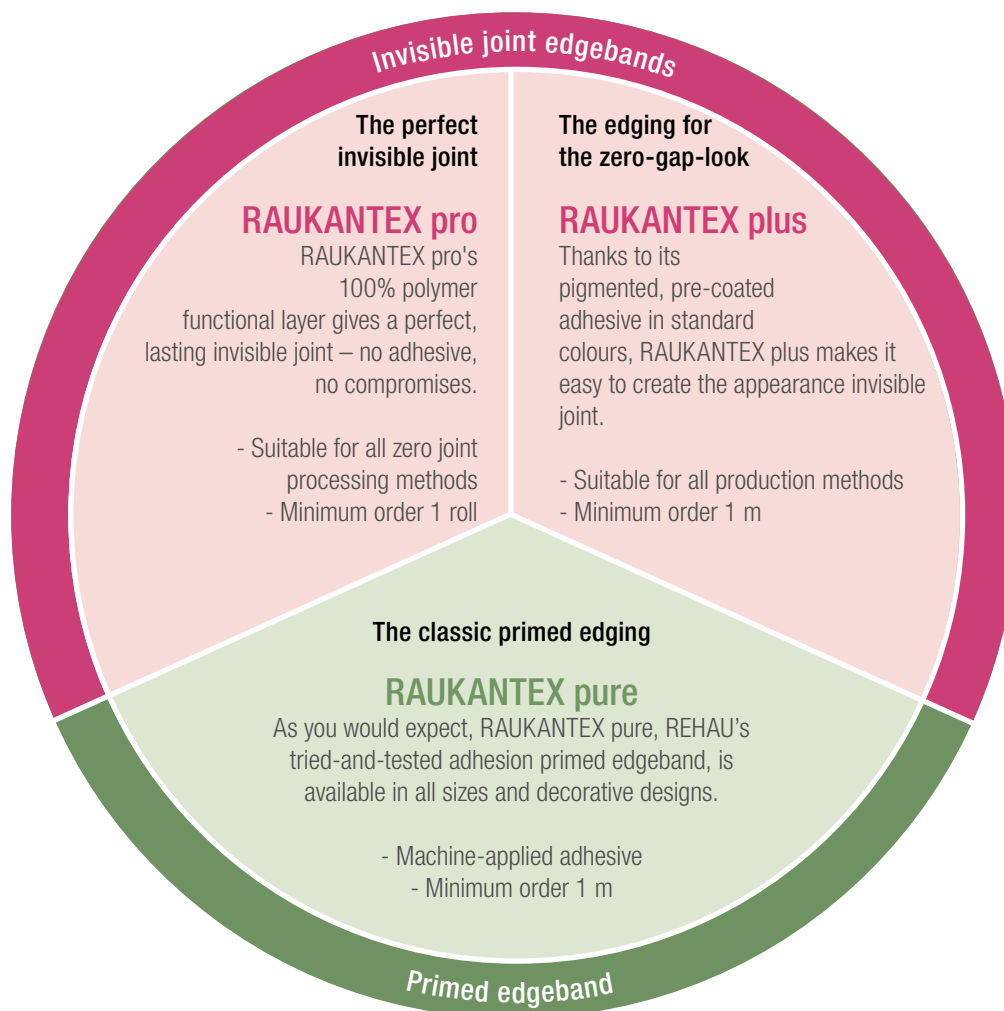 Invisible joint edgebands
The perfect
invisible joint
RAUKANTEX pro
RAUKANTEX pro's
100% polymer
functional layer gives a perfect,
lasting invisible joint – no adhesive,
no compromises.
- Suitable for all zero joint
processing methods
- Minimum order 1 roll
The edging for
the zero-gap-look
RAUKANTEX plus
Thanks to its
pigmented, pre-coated
adhesive in standard
colours, RAUKANTEX plus makes it
easy to create the appearance invisible
joint.
- Suitable for all production methods
- Minimum order 1 m
The classic primed edging
RAUKANTEX pure
As you would expect, RAUKANTEX pure, REHAU’s
tried-and-tested adhesion primed edgeband, is
available in all sizes and decorative designs.
- Machine-applied adhesive
- Minimum order 1 m
Primed edgeband